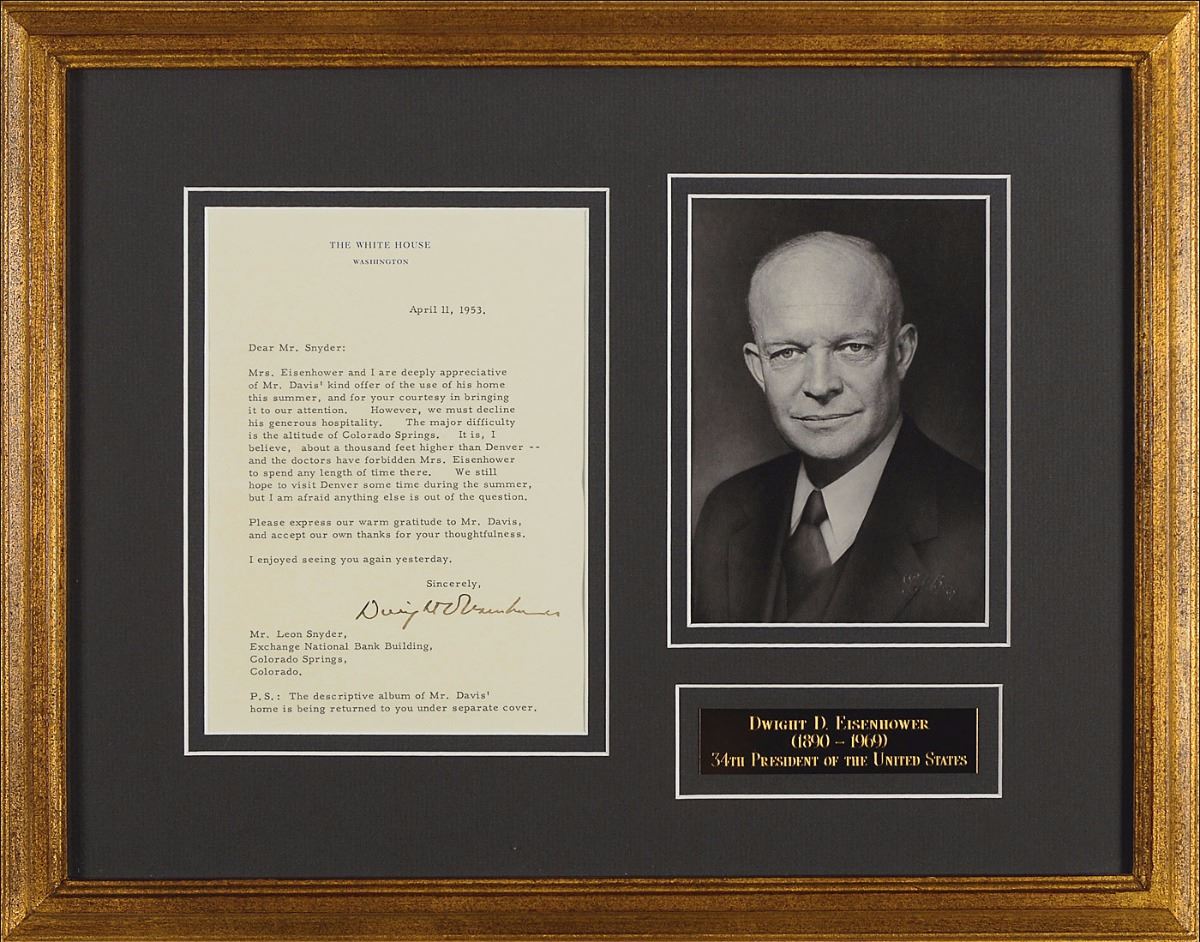 THE WHITE HOUSE
WASHINGTON
April 11, 1953.
Dear Mr. Snyder:
Mrs. Eisenhower and I are deeply appreciative
of Mr. Davis' kind offer of the use of his home
this summer, and for your courtesy in bringing
it to our attention. However, we must decline
his generous hospitality. The major difficulty
is the altitude of Colorado Springs. It is, I
believe, about a thousand feet higher than Denver --
and the doctors have forbidden Mrs. Eisenhower
to spend any length of time there. We still
hope to visit Denver some time during the summer,
but I am afraid anything else is out of the question.
Please express our warm gratitude to Mr. Davis,
and accept our own thanks for your thoughtfulness.
I enjoyed seeing you again yesterday.
Sincerely,
Dwight D Eisenhower
Mr. Leon Snyder,
Exchange National Bank Building,
Colorado Springs,
Colorado.
P.S.: The descriptive album of Mr. Davis'
home is being returned to you under separate cover.
Dwight D. Eisenhower
(1890 – 1969)
34th President of the United States